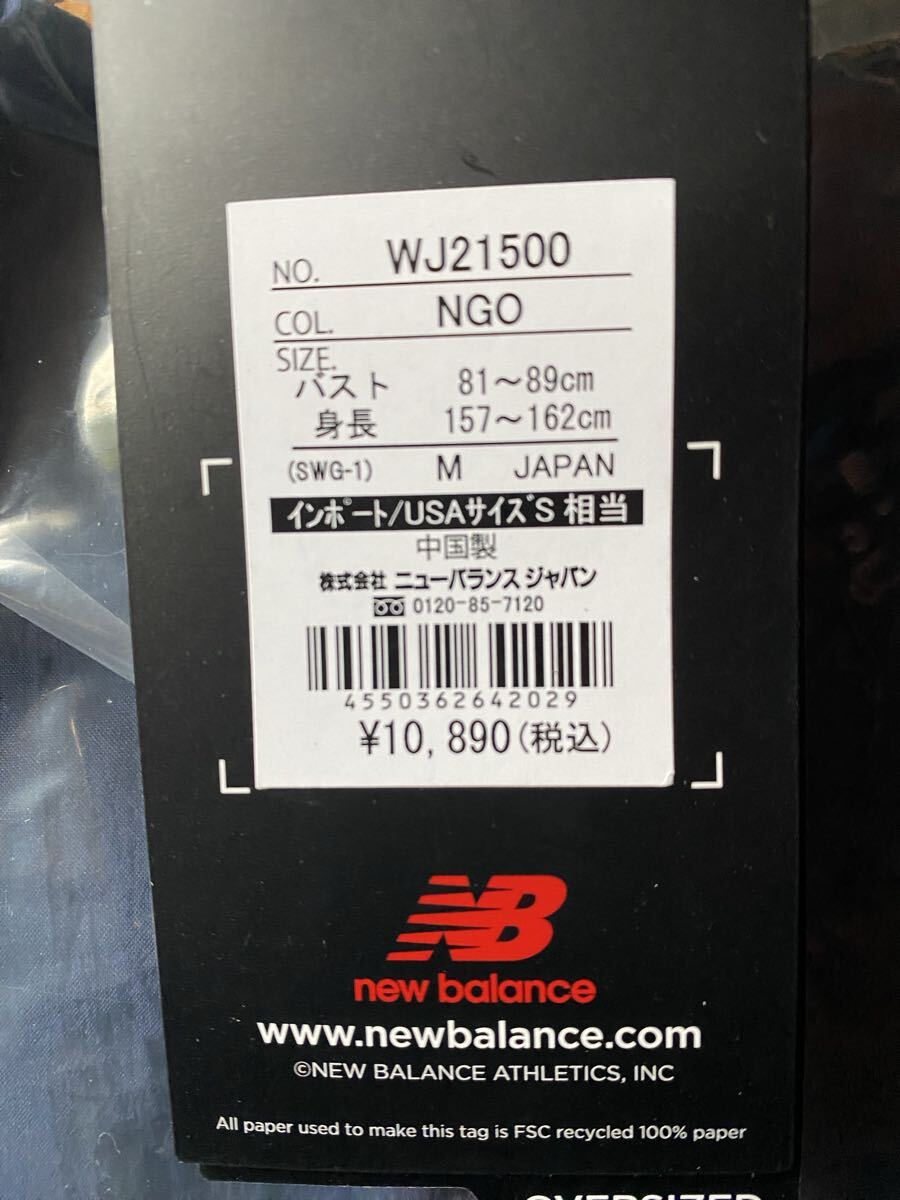 NO. WJ21500
COL. NGO
SIZE.
バスト 81～89cm
身長 157～162cm
(SWG-1) M JAPAN
インポート/USAサイズS 相当
中国製
株式会社 ニューバランス ジャパン
0120-85-7120
4550362642029
¥10,890(税込)
NB
new balance
www.newbalance.com
©NEW BALANCE ATHLETICS, INC
All paper used to make this tag is FSC recycled 100% paper
OVERSIZED